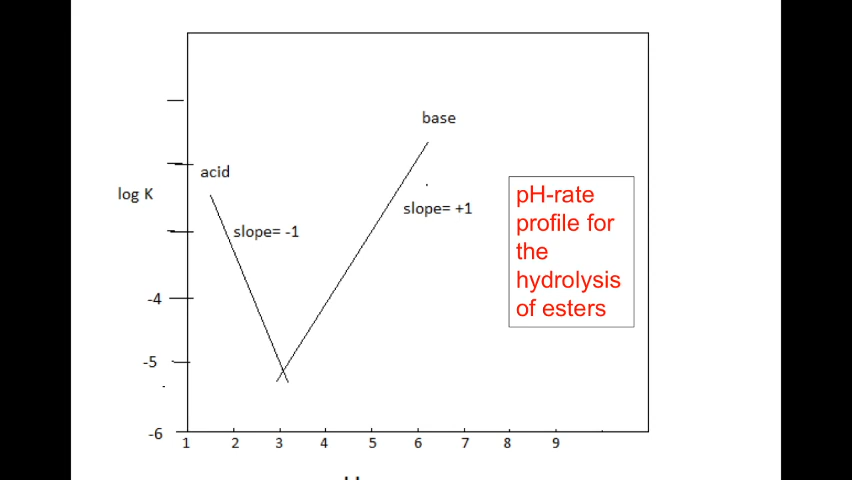 base
acid
log K
slope= -1
slope= +1
pH-rate
profile for
the
hydrolysis
of esters
-4
-5
-6
1 2 3 4 5 6 7 8 9